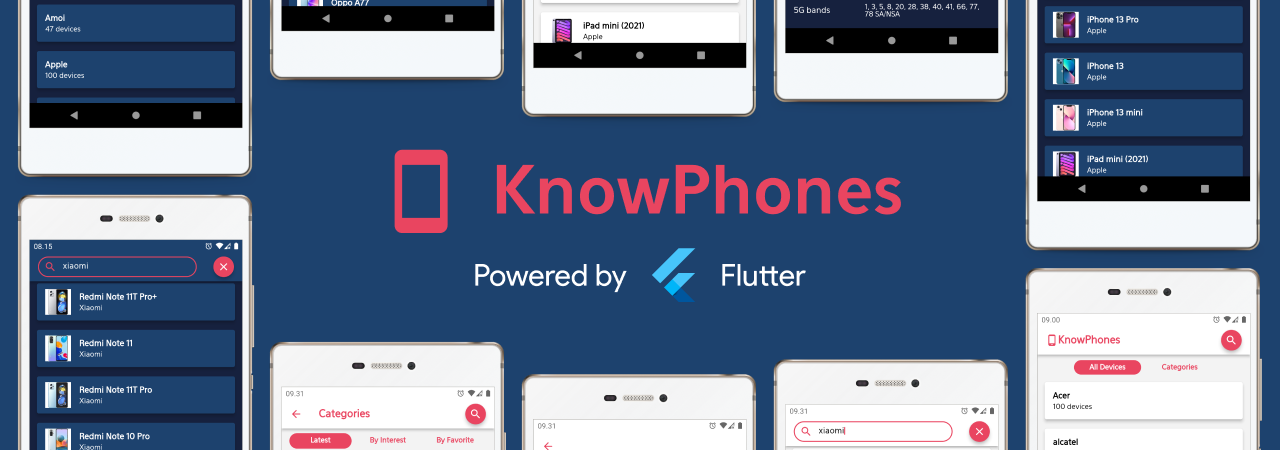 Amoi
47 devices
Apple
100 devices
Oppo A77
iPad mini (2021)
Apple
5G bands
1, 3, 5, 8, 20, 28, 38, 40, 41, 66, 77,
78 SA/NSA
iPhone 13 Pro
Apple
iPhone 13
Apple
iPhone 13 mini
Apple
iPad mini (2021)
Apple
KnowPhones
Powered by Flutter
08.15
xiaomi
Redmi Note 11T Pro+
Xiaomi
Redmi Note 11
Xiaomi
Redmi Note 11T Pro
Xiaomi
Redmi Note 10 Pro
Xiaomi
09.31
Categories
Latest By Interest By Favorite
09.31
09.31
xiaomi
09.00
KnowPhones
All Devices Categories
Acer
100 devices
alcatel